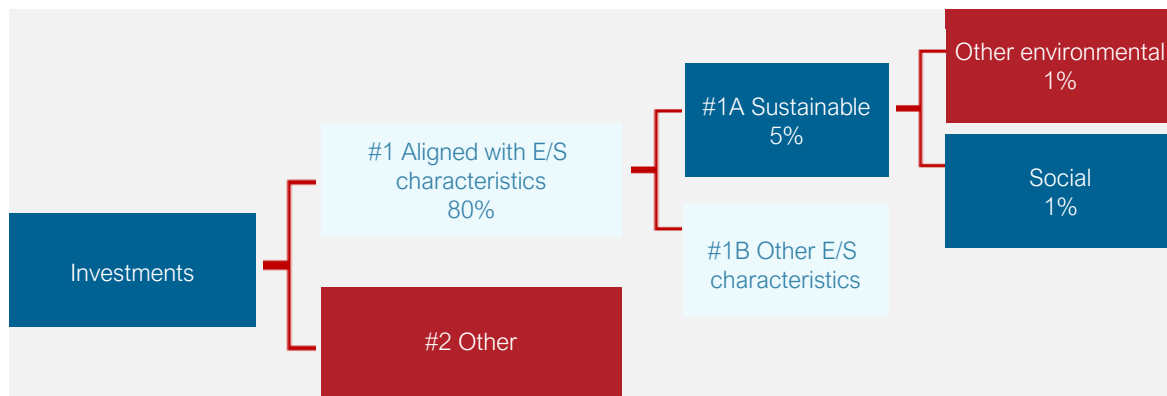 Investments
#1 Aligned with E/S
characteristics
80%
#2 Other
#1A Sustainable
5%
#1B Other E/S
characteristics
Other environmental
1%
Social
1%